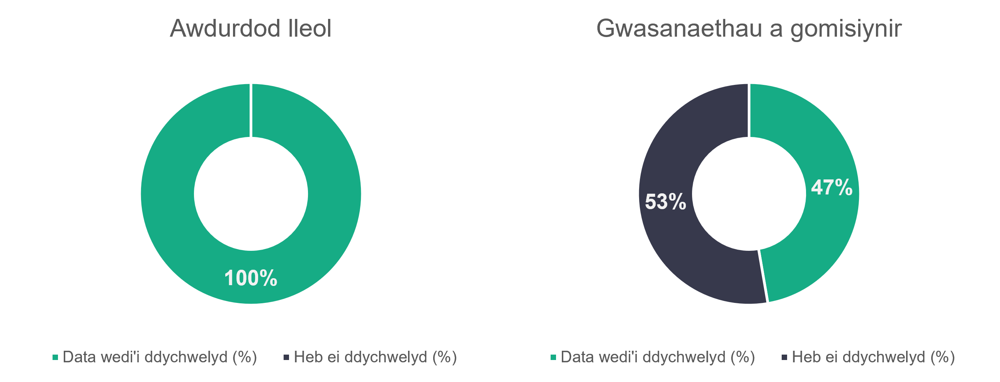 Awdurdod lleol
100%
Data wedi'i ddychwelyd (%)
Heb ei ddychwelyd (%)
Gwasanaethau a gomisiynir
47%
53%
Data wedi'i ddychwelyd (%)
Heb ei ddychwelyd (%)